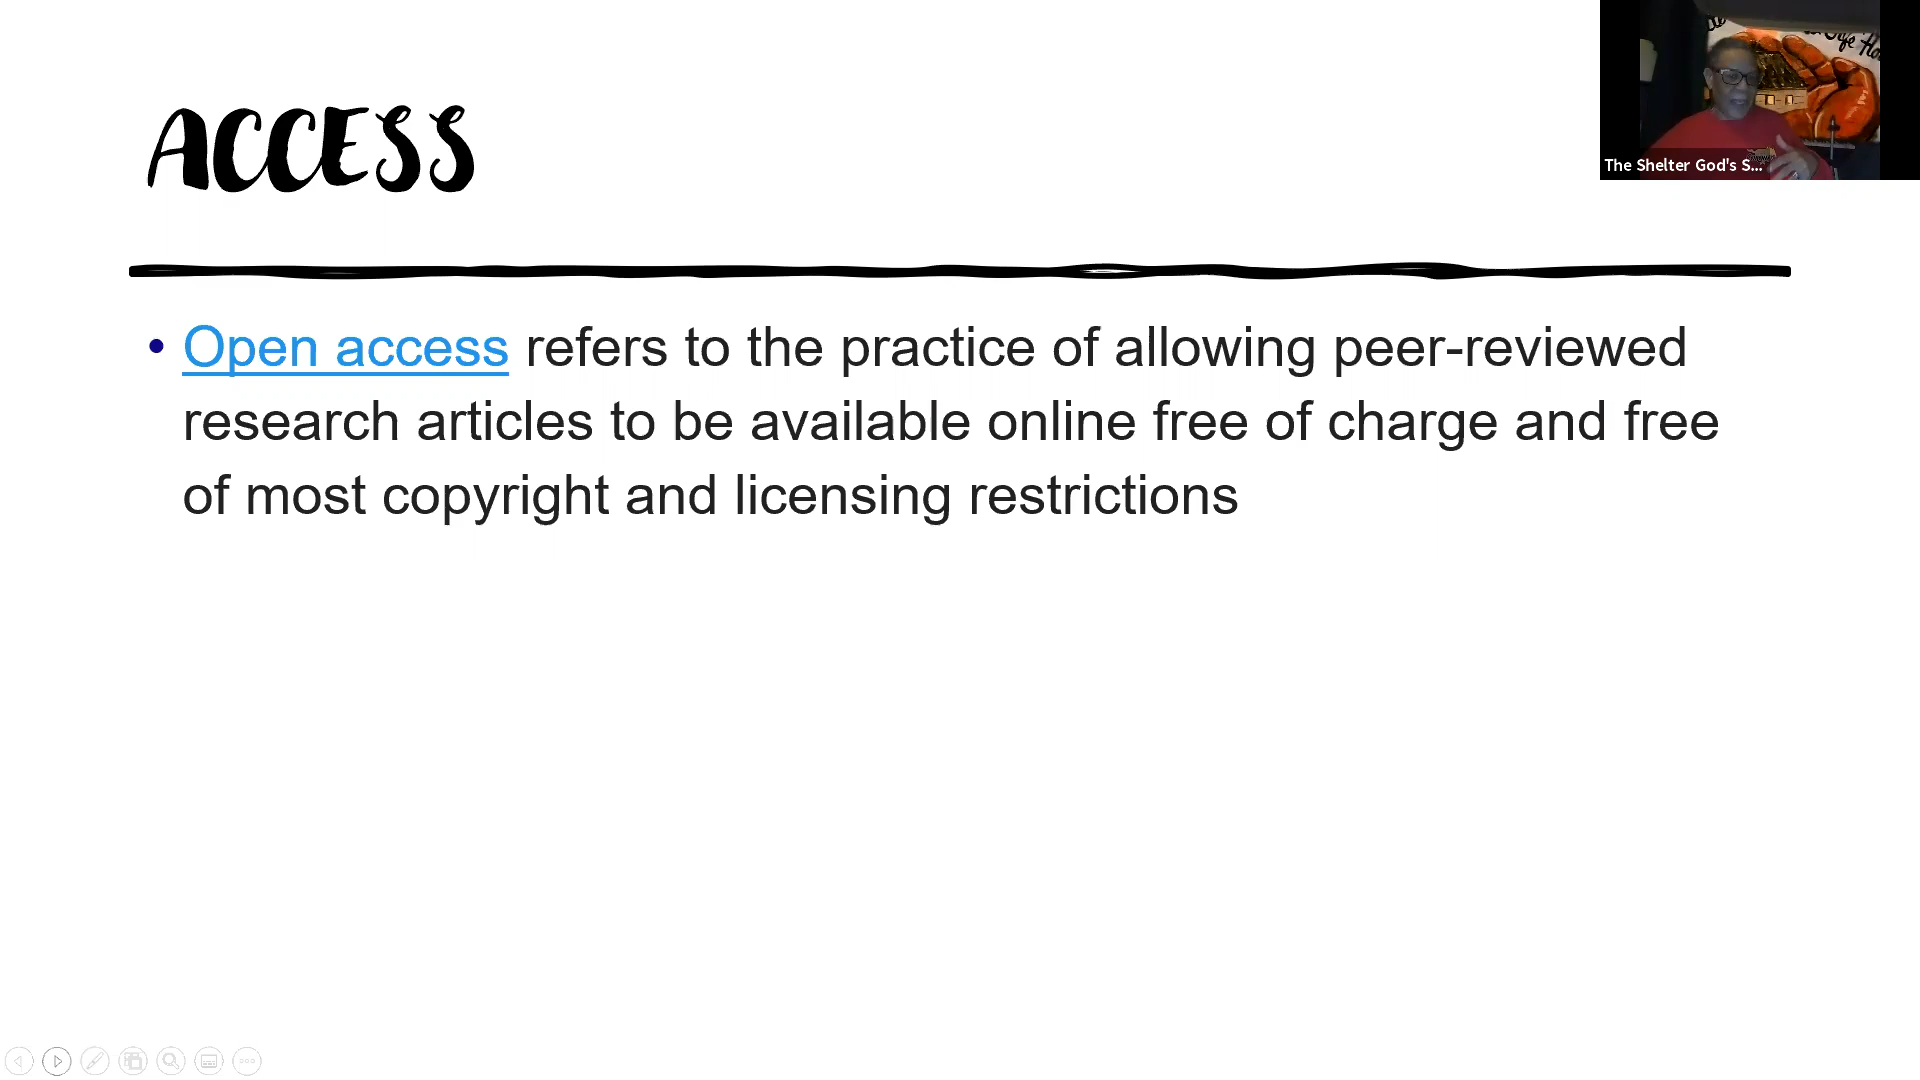 ACCESS
• Open access refers to the practice of allowing peer-reviewed
research articles to be available online free of charge and free
of most copyright and licensing restrictions
The Shelter God's S...